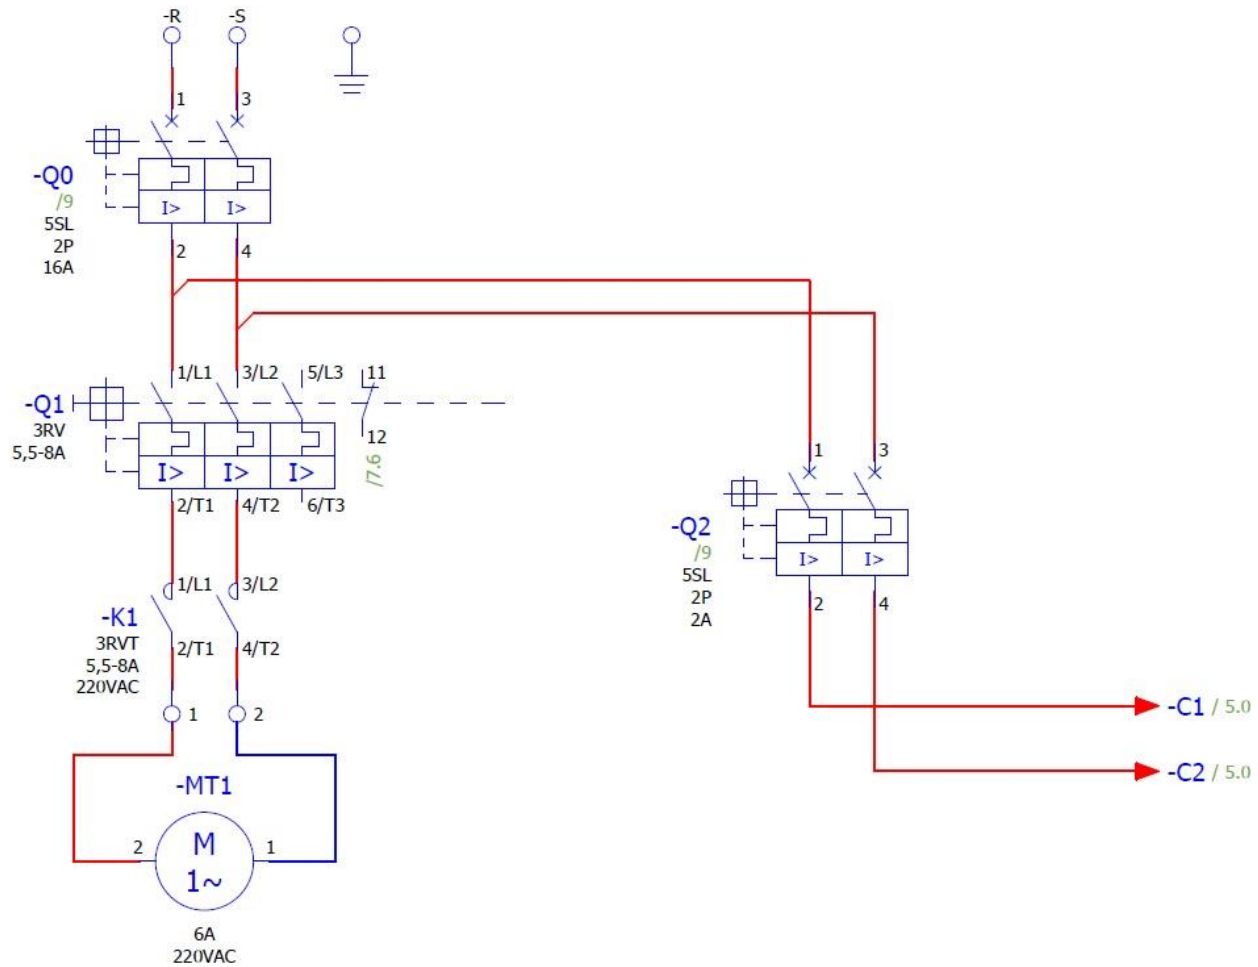 -R
-S
1
3
-Q0
/9
5SL
2P
16A
I>
I>
2
4
1/L1
3/L2
5/L3
11
-Q1
3RV
5,5-8A
I>
I>
I>
12
/7.6
2/T1
4/T2
6/T3
1
3
-Q2
/9
5SL
2P
2A
I>
I>
2
4
1/L1
3/L2
-K1
3RVT
5,5-8A
220VAC
2/T1
4/T2
1
2
-C1 / 5.0
-C2 / 5.0
-MT1
2
M
1~
1
6A
220VAC